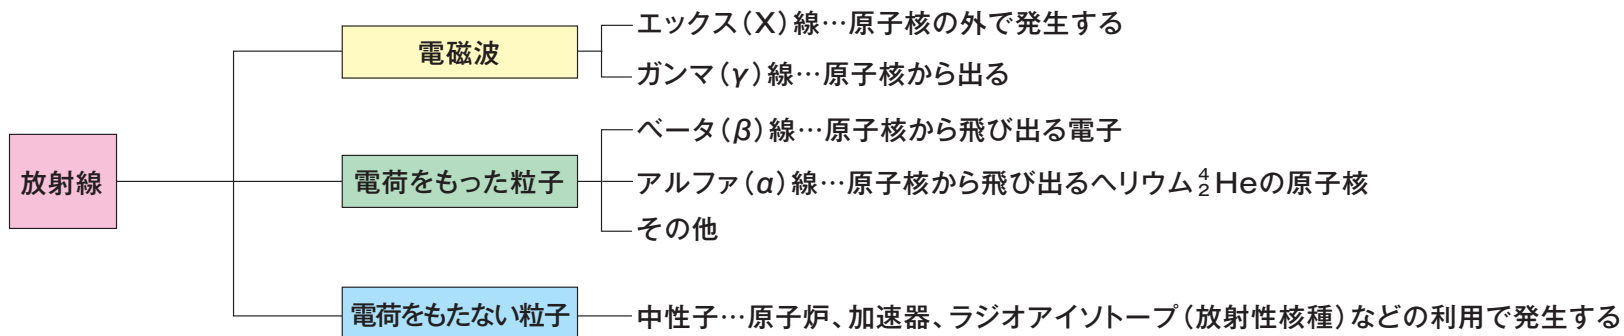 放射線
電磁波
エックス(X)線…原子核の外で発生する
ガンマ(γ)線…原子核から出る
電荷をもった粒子
ベータ(β)線…原子核から飛び出る電子
アルファ(α)線…原子核から飛び出るヘリウム⁴₂Heの原子核
その他
電荷をもたない粒子
中性子…原子炉、加速器、ラジオアイソトープ(放射性核種)などの利用で発生する